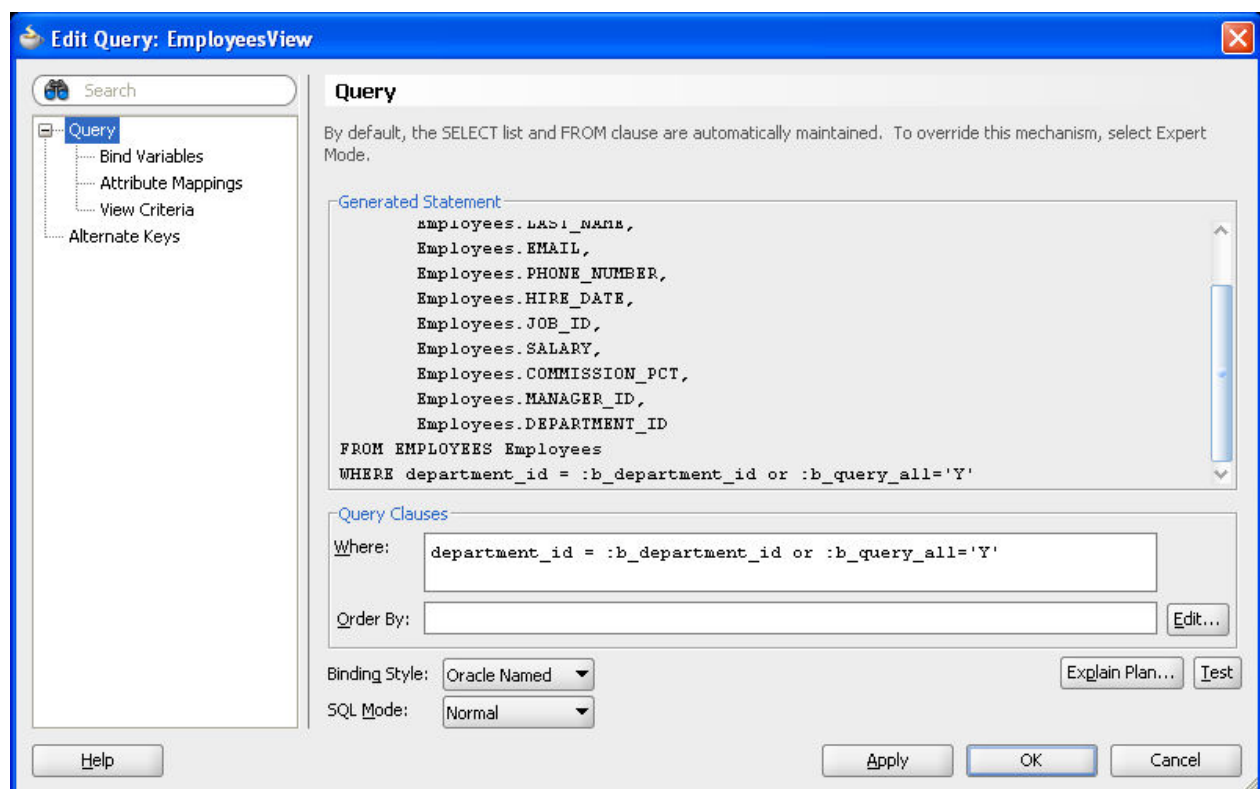 Edit Query: EmployeesView
Search
Query
Bind Variables
Attribute Mappings
View Criteria
Alternate Keys
Query
By default, the SELECT list and FROM clause are automatically maintained. To override this mechanism, select Expert
Mode.
Generated Statement
Employees.LAST_NAME,
Employees.EMAIL,
Employees.PHONE_NUMBER,
Employees.HIRE_DATE,
Employees.JOB_ID,
Employees.SALARY,
Employees.COMMISSION_PCT,
Employees.MANAGER_ID,
Employees.DEPARTMENT_ID
FROM EMPLOYEES Employees
WHERE department_id = :b_department_id or :b_query_all='Y'
Query Clauses
Where: department_id = :b_department_id or :b_query_all='Y'
Order By: Edit...
Binding Style: Oracle Named Explain Plan... Test
SQL Mode: Normal
Help Apply OK Cancel